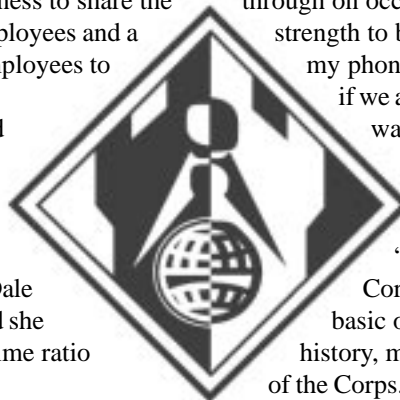 ness to share the
ployees and a
ployees to
d
Dale
she
ime ratio
through on occ
strength to b
my phon
if we a
wa
“
Cor
basic o
history, m
of the Corps.